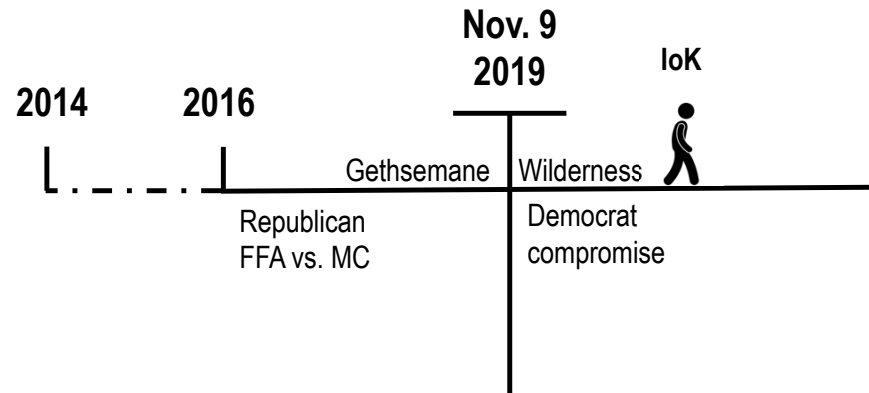 Nov. 9
2019
IoK
2014
2016
Gethsemane
Wilderness
Republican
FFA vs. MC
Democrat
compromise